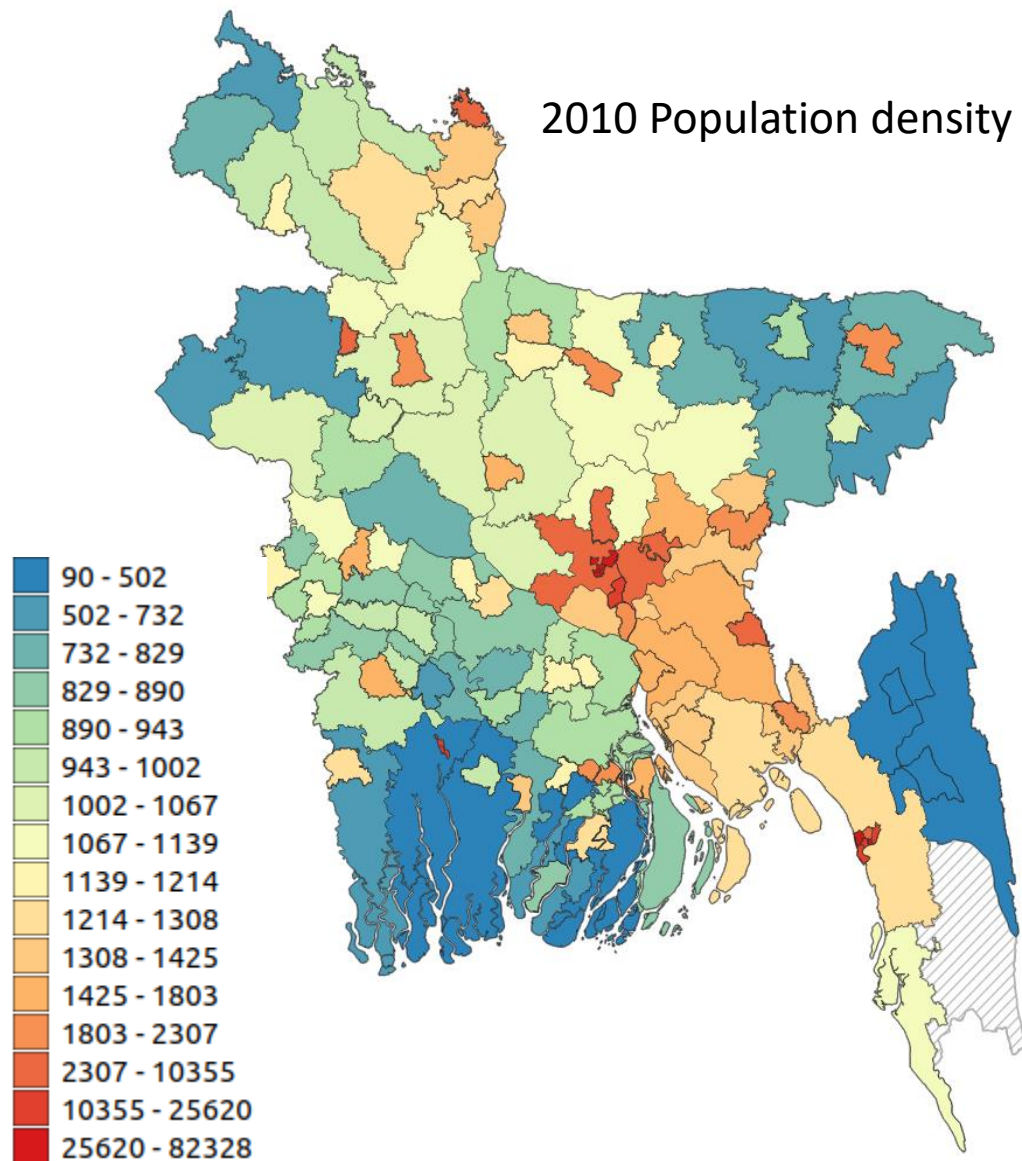 2010 Population density
90 - 502
502 - 732
732 - 829
829 - 890
890 - 943
943 - 1002
1002 - 1067
1067 - 1139
1139 - 1214
1214 - 1308
1308 - 1425
1425 - 1803
1803 - 2307
2307 - 10355
10355 - 25620
25620 - 82328